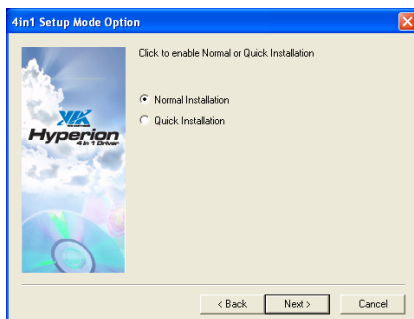 4in1 Setup Mode Option
Click to enable Normal or Quick Installation
Normal Installation
Quick Installation
VIA
Hyperion
4 in 1 Driver
< Back
Next >
Cancel